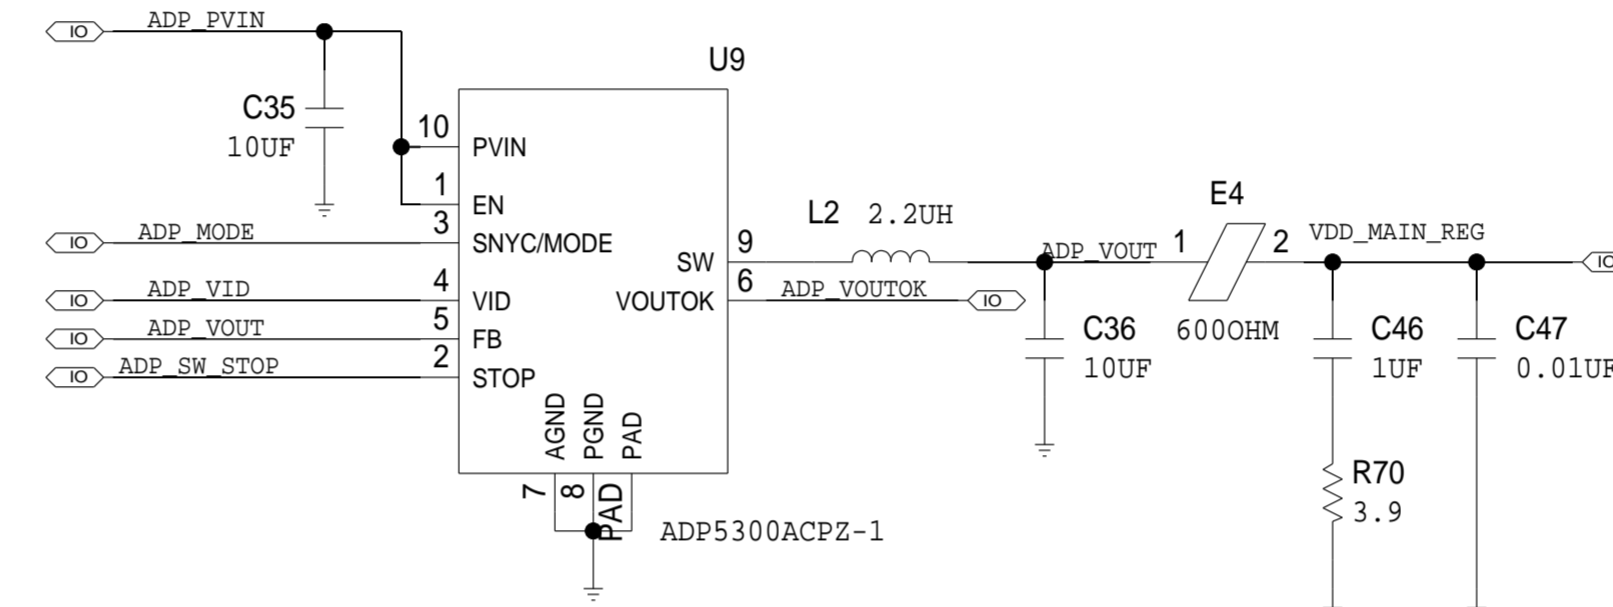 IO ADP_PVIN
U9
C35
10UF
10 PVIN
1 EN
3 SNYC/MODE
IO ADP_MODE
IO ADP_VID
4 VID
IO ADP_VOUT
5 FB
IO ADP_SW_STOP
2 STOP
AGND PGND PAD
7 8 PAD
ADP5300ACPZ-1
SW 9
VOUTOK 6
L2 2.2UH
ADP_VOUTOK IO
ADP_VOUT
C36
10UF
E4
1 2
600OHM
VDD_MAIN_REG
IO
C46
1UF
C47
0.01UF
R70
3.9